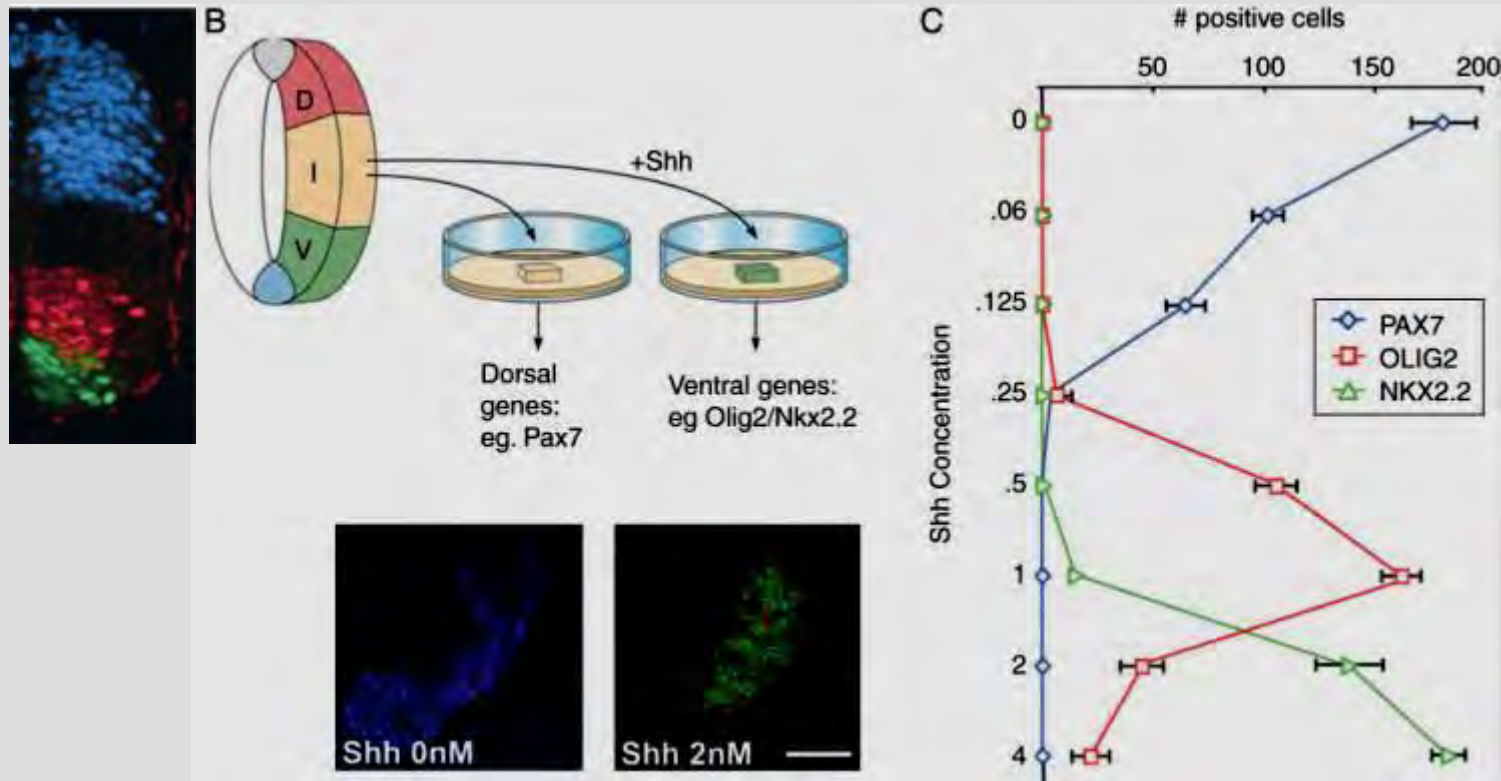 B
D
I
V
+Shh
Dorsal
genes:
eg. Pax7
Ventral genes:
eg Olig2/Nkx2.2
Shh 0nM
Shh 2nM
C
# positive cells
50 100 150 200
Shh Concentration
0
.06
.125
.25
.5
1
2
4
PAX7
OLIG2
NKX2.2